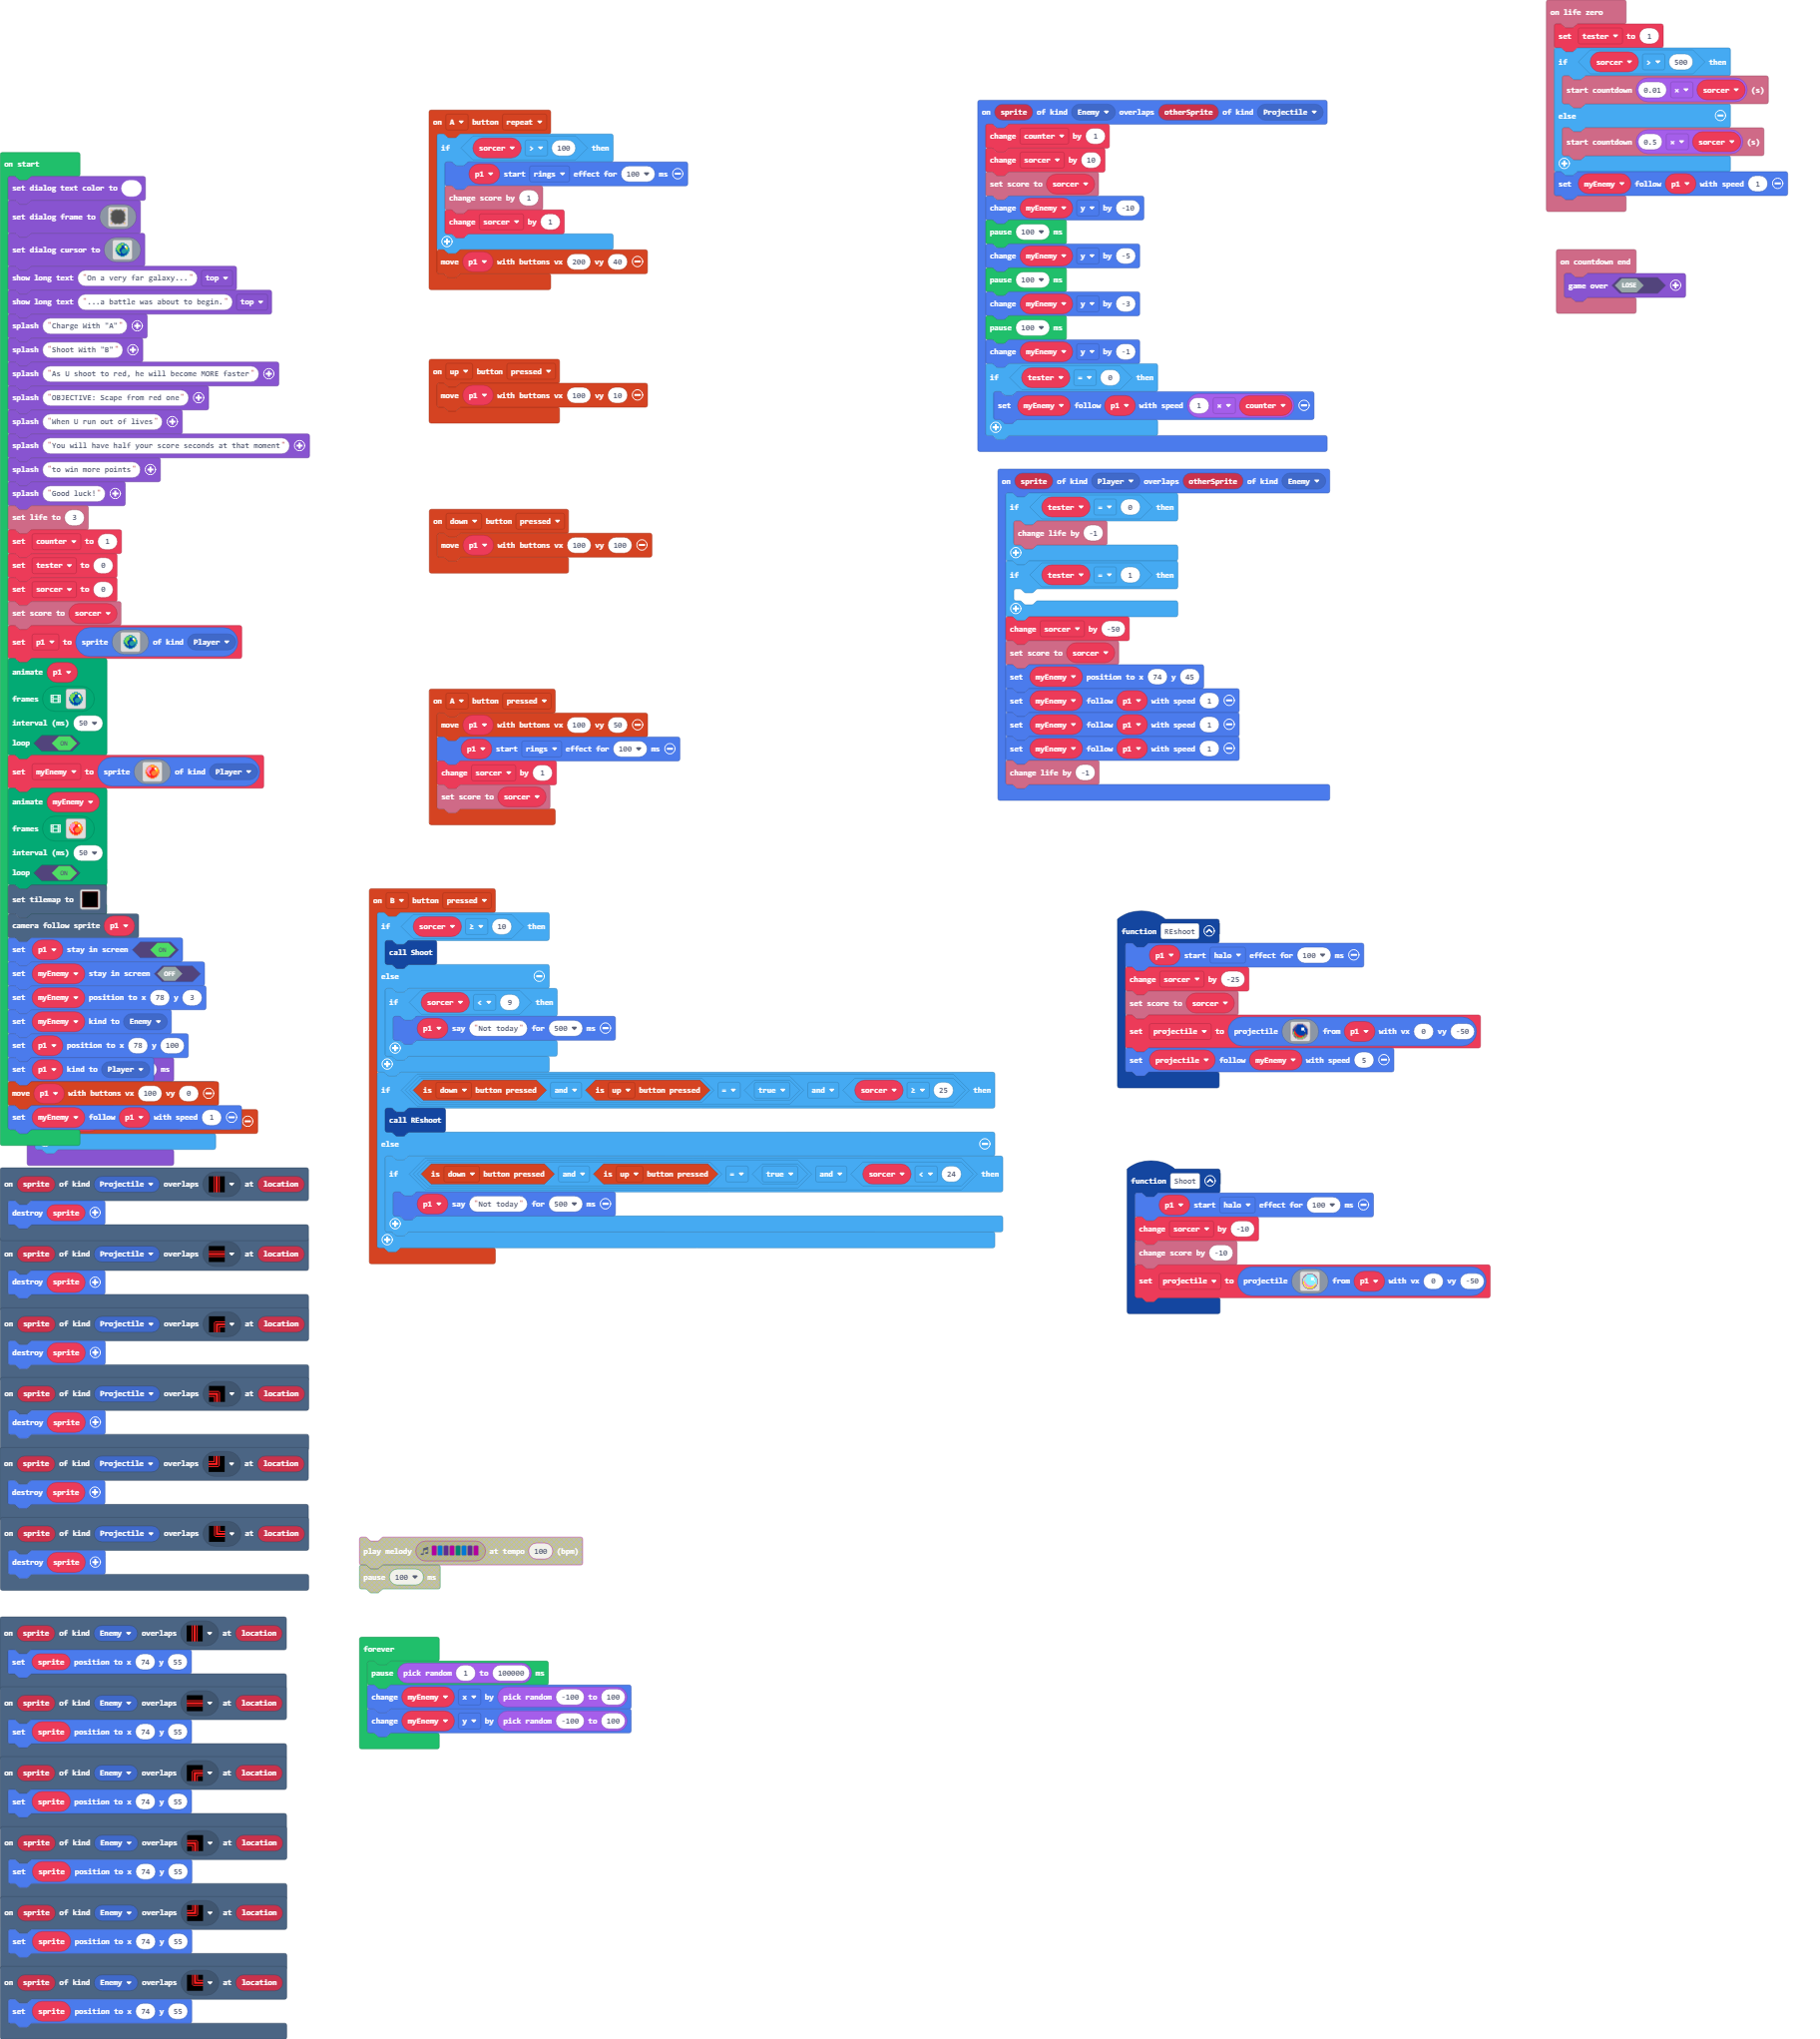 on start
set dialog text color to
set dialog frame to
set dialog cursor to
show long text "On a very far galaxy..." top
show long text "...a battle was about to begin." top
splash "Charge With "A""
splash "Shoot With "B""
splash "As U shoot to red, he will become MORE faster"
splash "OBJECTIVE: Scape from red one"
splash "When U run out of lives"
splash "You will have half your score seconds at that moment"
splash "to win more points"
splash "Good luck!"
set life to 3
set counter to 1
set tester to 0
set sorcer to 0
set score to sorcer
set p1 to sprite of kind Player
animate p1
frames
interval (ms) 50
loop ON
set myEnemy to sprite of kind Player
animate myEnemy
frames
interval (ms) 50
loop ON
set tilemap to
camera follow sprite p1
set p1 stay in screen ON
set myEnemy stay in screen OFF
set myEnemy position to x 78 y 3
set myEnemy kind to Enemy
set p1 position to x 78 y 100
set p1 kind to Player ) ms
move p1 with buttons vx 100 vy 0
set myEnemy follow p1 with speed 1
on sprite of kind Projectile overlaps at location
destroy sprite
on sprite of kind Projectile overlaps at location
destroy sprite
on sprite of kind Projectile overlaps at location
destroy sprite
on sprite of kind Projectile overlaps at location
destroy sprite
on sprite of kind Projectile overlaps at location
destroy sprite
on sprite of kind Projectile overlaps at location
destroy sprite
on sprite of kind Enemy overlaps at location
set sprite position to x 74 y 55
on sprite of kind Enemy overlaps at location
set sprite position to x 74 y 55
on sprite of kind Enemy overlaps at location
set sprite position to x 74 y 55
on sprite of kind Enemy overlaps at location
set sprite position to x 74 y 55
on sprite of kind Enemy overlaps at location
set sprite position to x 74 y 55
on sprite of kind Enemy overlaps at location
set sprite position to x 74 y 55
on A button repeat
if sorcer > 100 then
p1 start rings effect for 100 ms
change score by 1
change sorcer by 1
move p1 with buttons vx 200 vy 40
on up button pressed
move p1 with buttons vx 100 vy 10
on down button pressed
move p1 with buttons vx 100 vy 100
on A button pressed
move p1 with buttons vx 100 vy 50
p1 start rings effect for 100 ms
change sorcer by 1
set score to sorcer
on B button pressed
if sorcer ≥ 10 then
call Shoot
else
if sorcer < 9 then
p1 say "Not today" for 500 ms
if is down button pressed and is up button pressed = true and sorcer ≥ 25 then
call REshoot
else
if is down button pressed and is up button pressed = true and sorcer < 24 then
p1 say "Not today" for 500 ms
play melody at tempo 100 (bpm)
pause 100 ms
forever
pause pick random 1 to 100000 ms
change myEnemy x by pick random -100 to 100
change myEnemy y by pick random -100 to 100
on sprite of kind Enemy overlaps otherSprite of kind Projectile
change counter by 1
change sorcer by 10
set score to sorcer
change myEnemy y by -10
pause 100 ms
change myEnemy y by -5
pause 100 ms
change myEnemy y by -3
pause 100 ms
change myEnemy y by -1
if tester = 0 then
set myEnemy follow p1 with speed 1 × counter
on sprite of kind Player overlaps otherSprite of kind Enemy
if tester = 0 then
change life by -1
if tester = 1 then
change sorcer by -50
set score to sorcer
set myEnemy position to x 74 y 45
set myEnemy follow p1 with speed 1
set myEnemy follow p1 with speed 1
set myEnemy follow p1 with speed 1
change life by -1
function REshoot
p1 start halo effect for 100 ms
change sorcer by -25
set score to sorcer
set projectile to projectile from p1 with vx 0 vy -50
set projectile follow myEnemy with speed 5
function Shoot
p1 start halo effect for 100 ms
change sorcer by -10
change score by -10
set projectile to projectile from p1 with vx 0 vy -50
on life zero
set tester to 1
if sorcer > 500 then
start countdown 0.01 × sorcer (s)
else
start countdown 0.5 × sorcer (s)
set myEnemy follow p1 with speed 1
on countdown end
game over LOSE